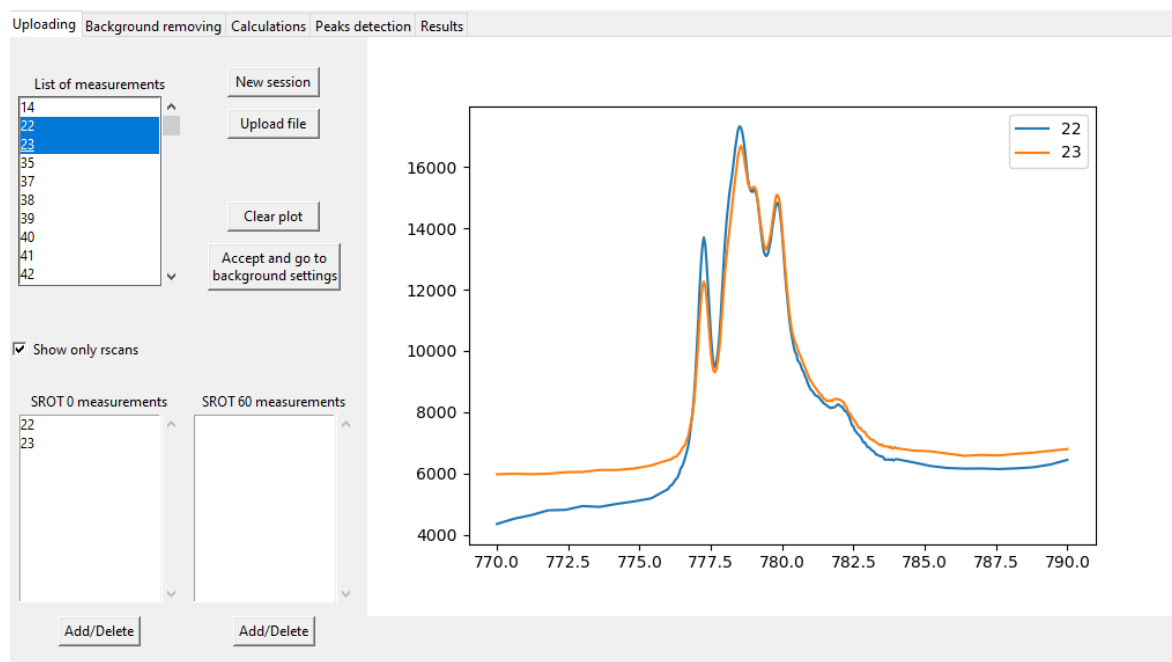 Uploading Background removing Calculations Peaks detection Results
List of measurements
14
22
23
35
37
38
39
40
41
42
New session
Upload file
Clear plot
Accept and go to
background settings
Show only rscans
SROT 0 measurements
22
23
Add/Delete
SROT 60 measurements
Add/Delete
22
23
16000
14000
12000
10000
8000
6000
4000
770.0 772.5 775.0 777.5 780.0 782.5 785.0 787.5 790.0